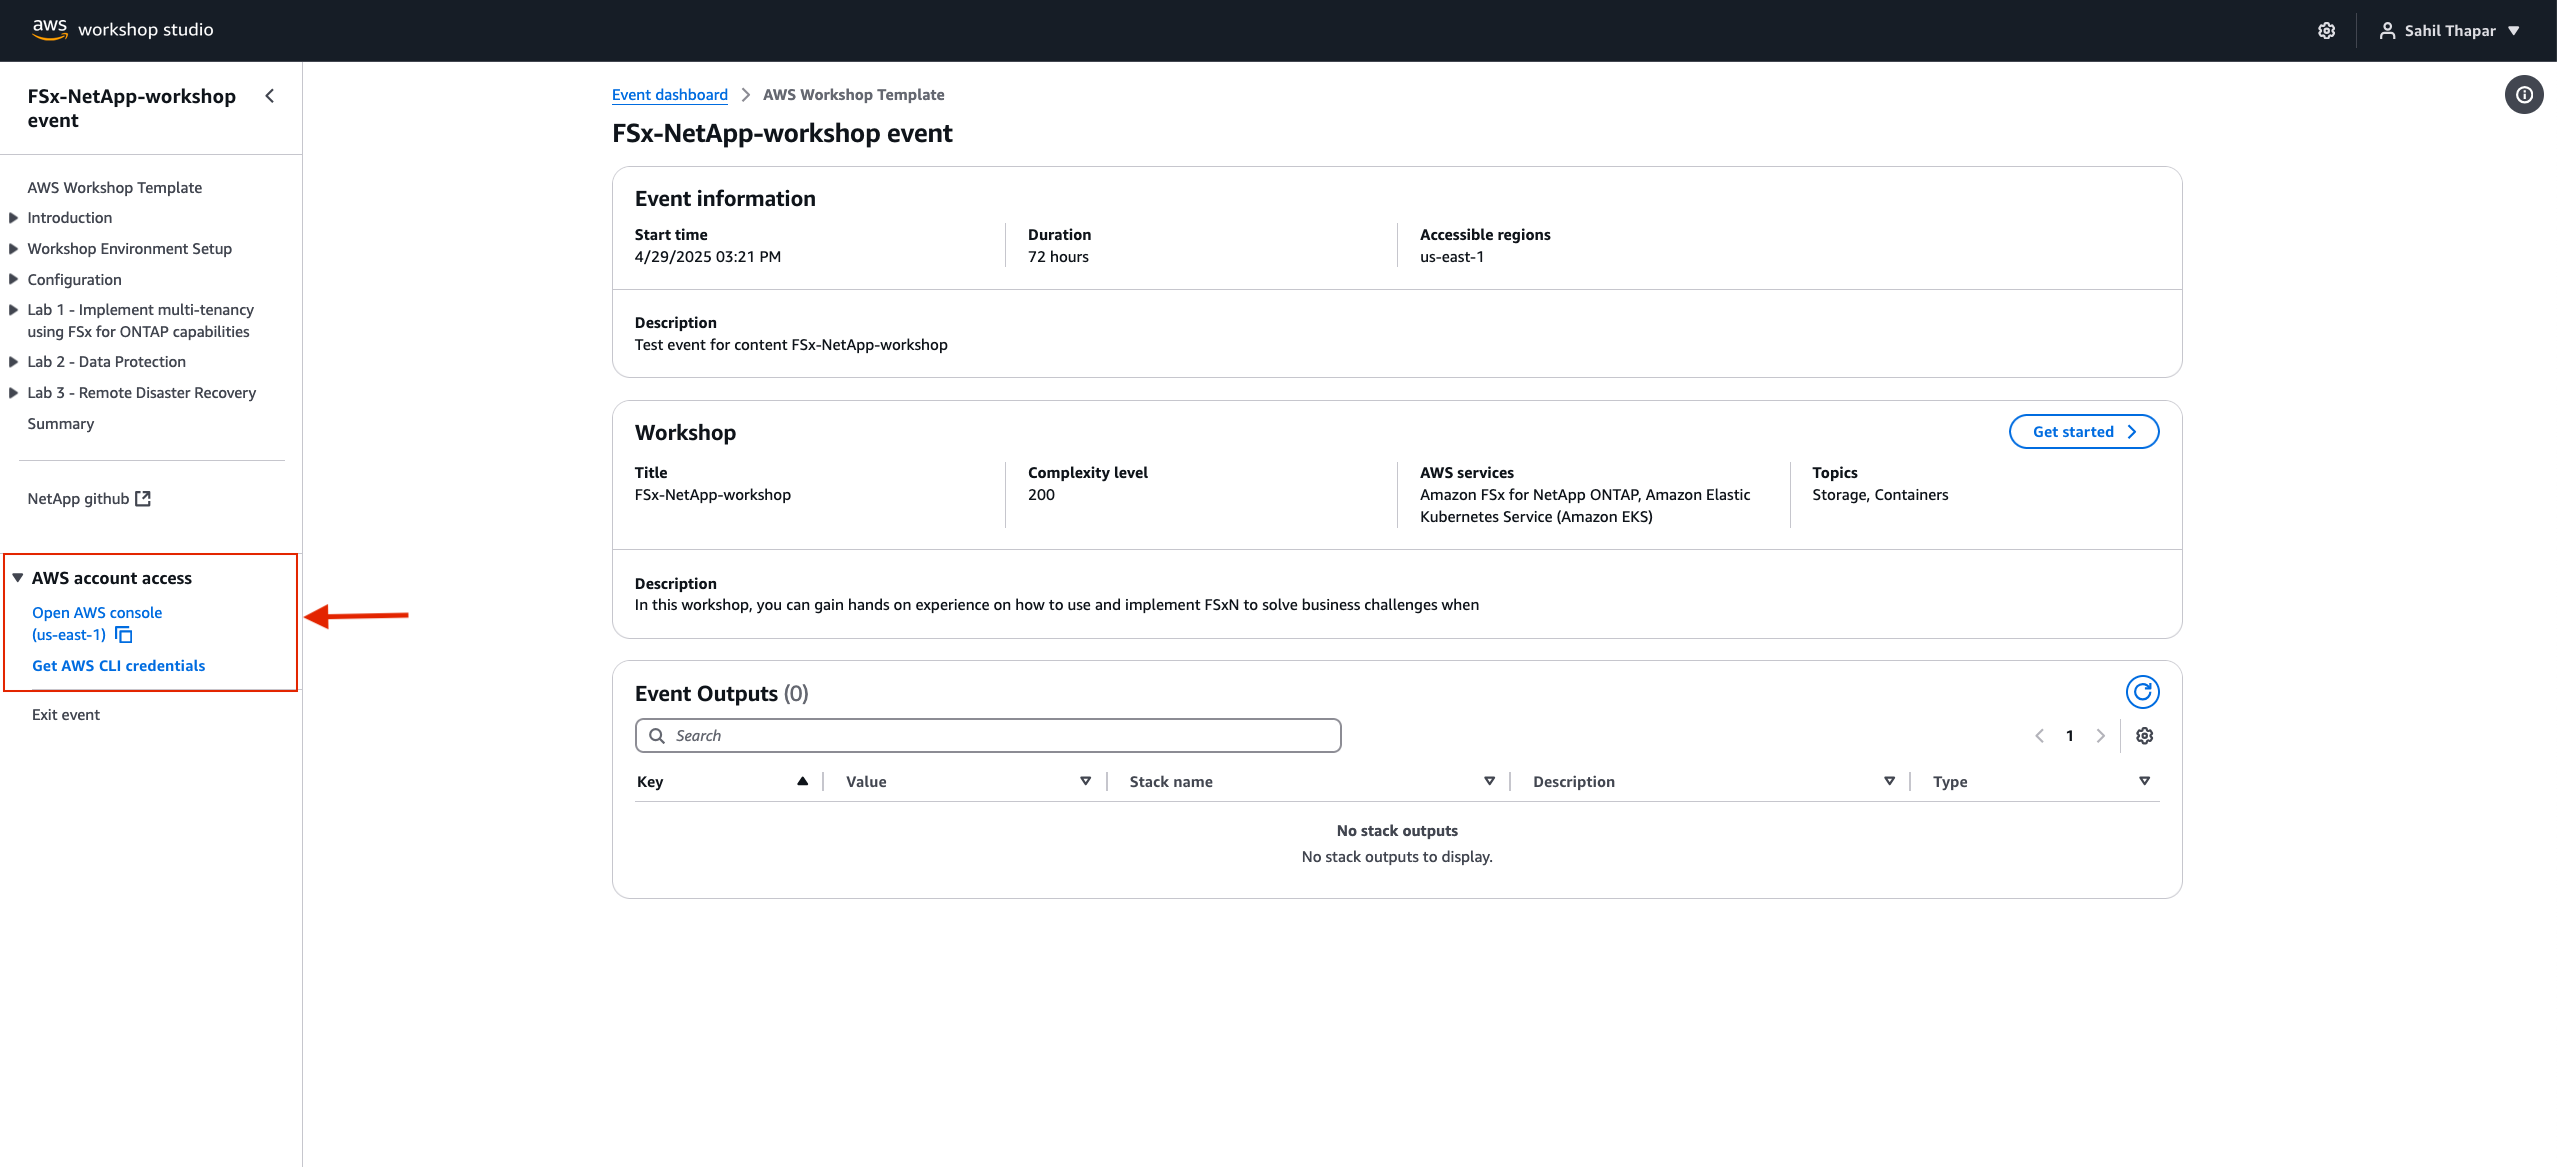 aws workshop studio
Sahil Thapar
FSx-NetApp-workshop
event
AWS Workshop Template
Introduction
Workshop Environment Setup
Configuration
Lab 1 - Implement multi-tenancy
using FSx for ONTAP capabilities
Lab 2 - Data Protection
Lab 3 - Remote Disaster Recovery
Summary
NetApp github
AWS account access
Open AWS console
(us-east-1)
Get AWS CLI credentials
Exit event
Event dashboard
AWS Workshop Template
FSx-NetApp-workshop event
Event information
Start time
4/29/2025 03:21 PM
Duration
72 hours
Accessible regions
us-east-1
Description
Test event for content FSx-NetApp-workshop
Workshop
Get started
Title
FSx-NetApp-workshop
Complexity level
200
AWS services
Amazon FSx for NetApp ONTAP, Amazon Elastic
Kubernetes Service (Amazon EKS)
Topics
Storage, Containers
Description
In this workshop, you can gain hands on experience on how to use and implement FSxN to solve business challenges when
Event Outputs (0)
Search
1
Key
Value
Stack name
Description
Type
No stack outputs
No stack outputs to display.